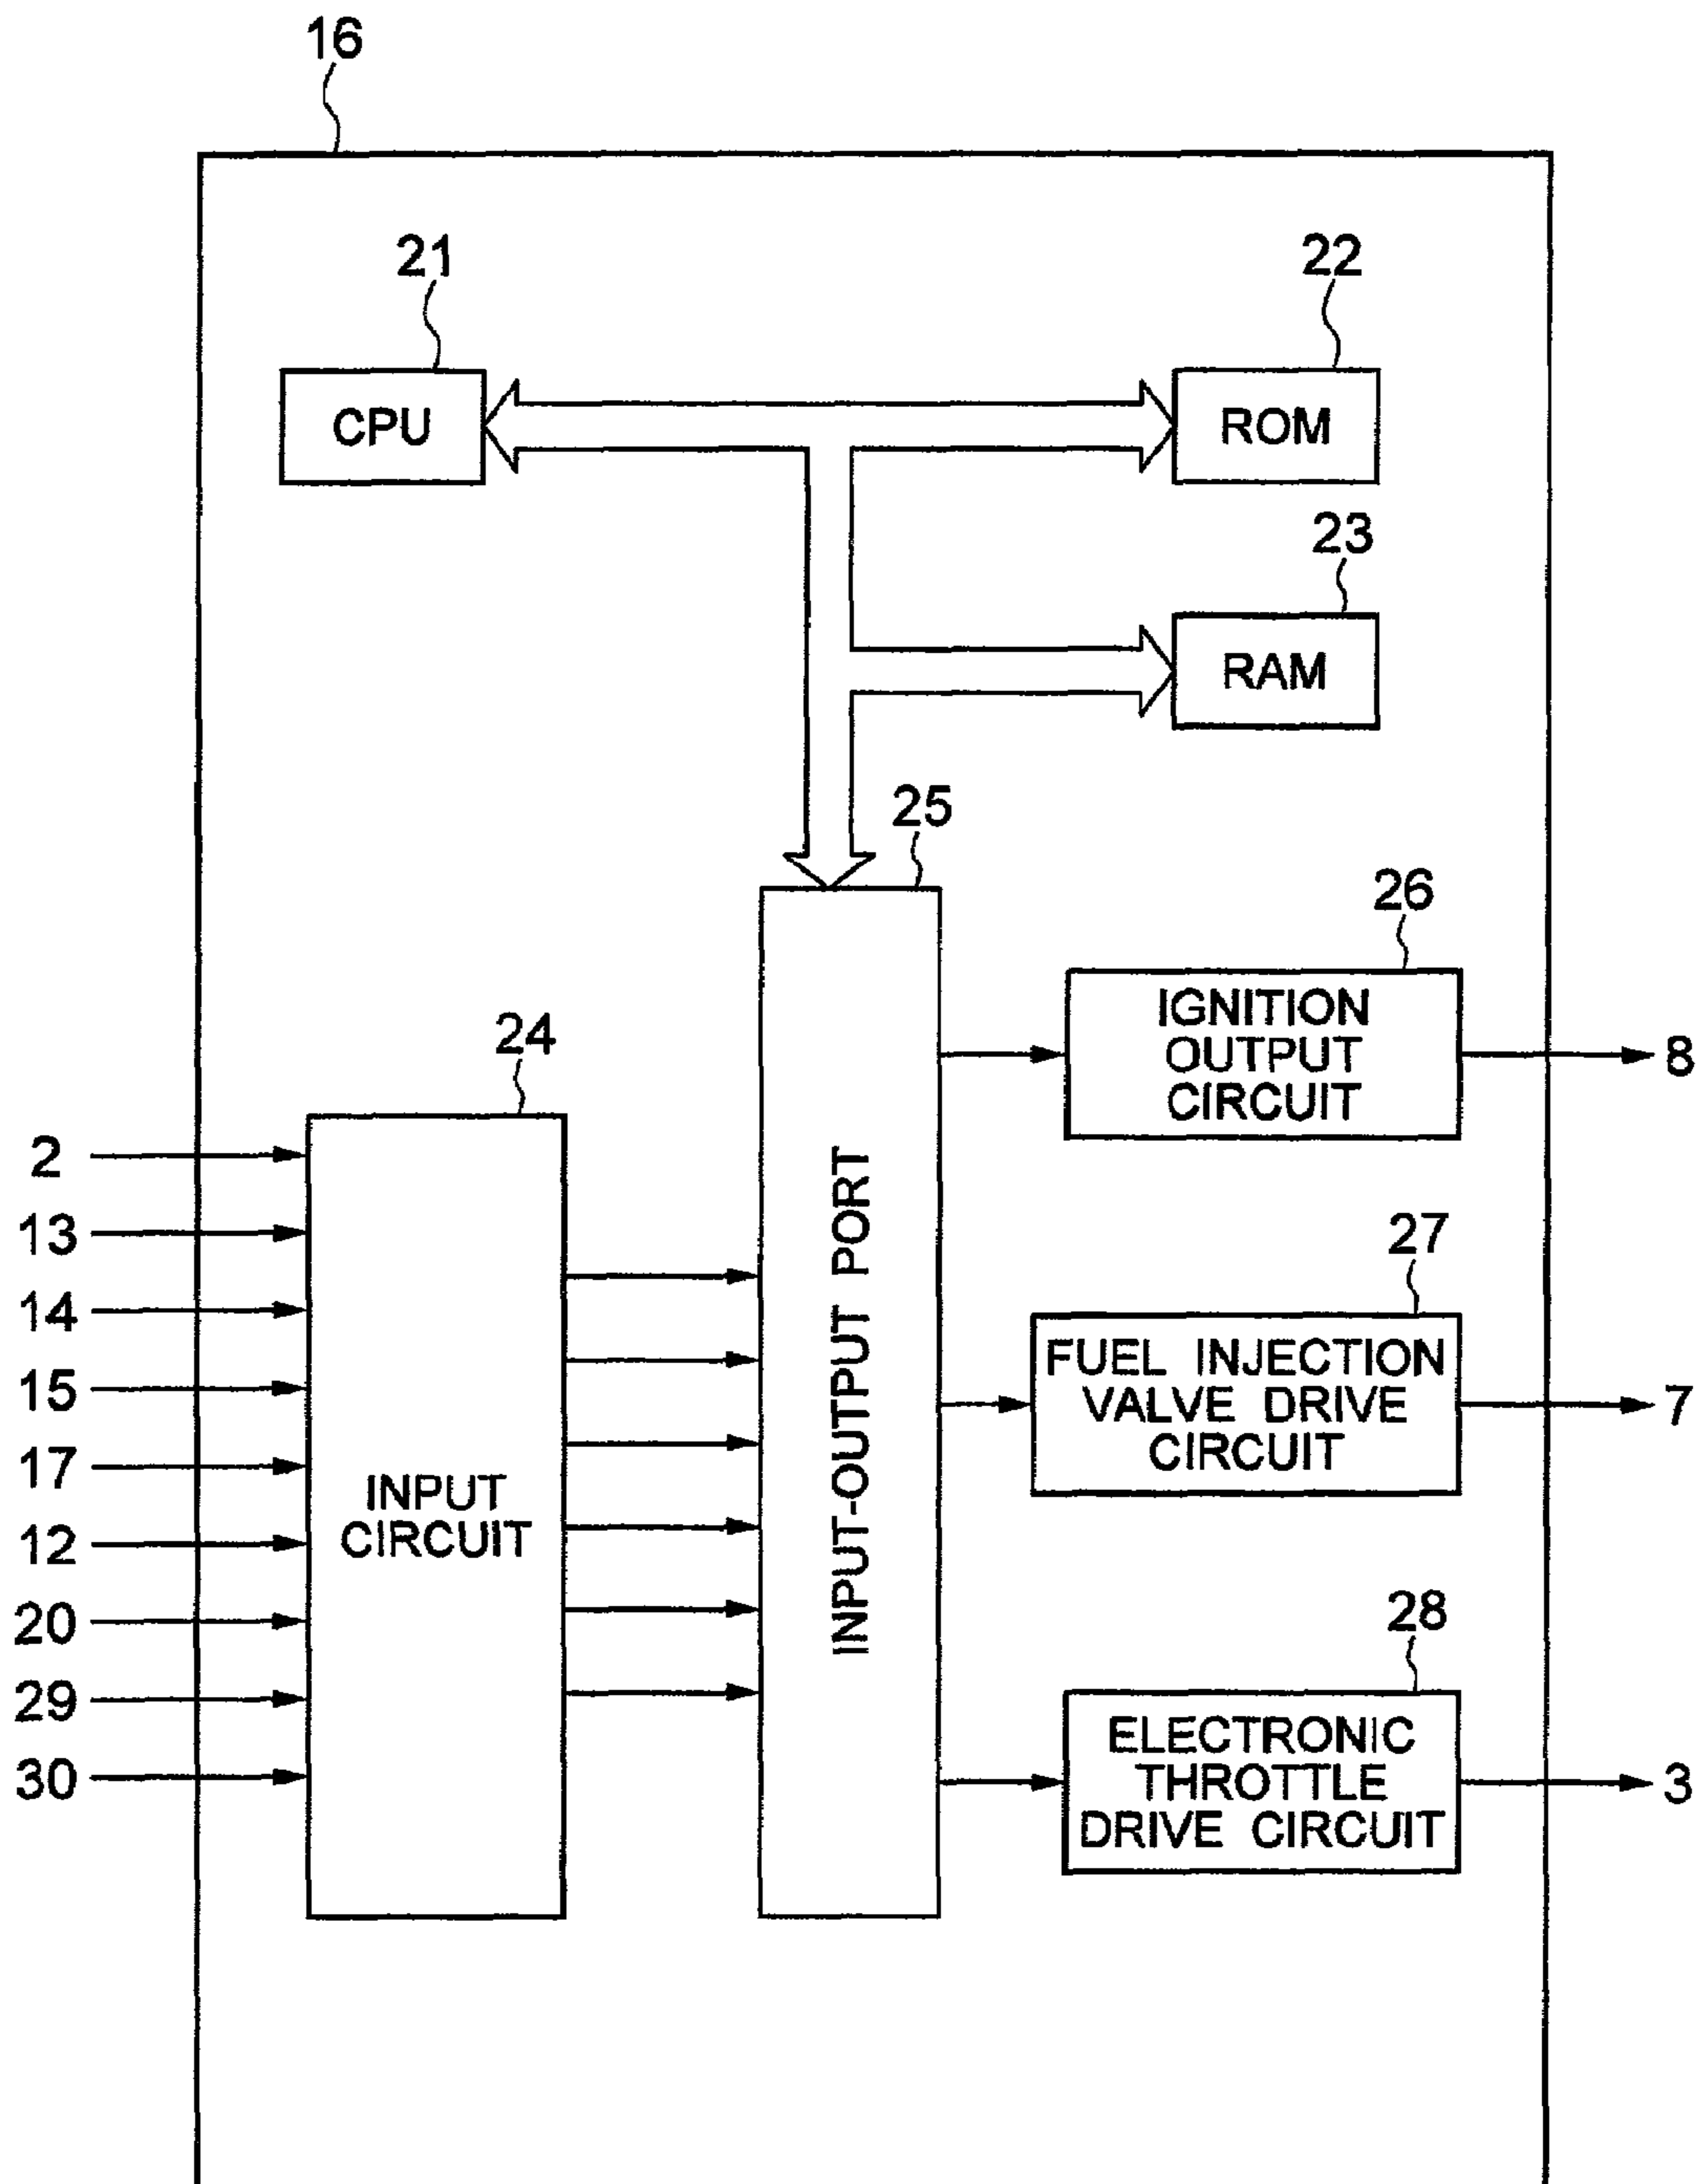 16
21
22
CPU
ROM
23
RAM
25
26
IGNITION
OUTPUT
CIRCUIT
8
24
2
13
14
15
17
12
20
29
30
INPUT
CIRCUIT
INPUT-OUTPUT PORT
27
FUEL INJECTION
VALVE DRIVE
CIRCUIT
7
28
ELECTRONIC
THROTTLE
DRIVE CIRCUIT
3